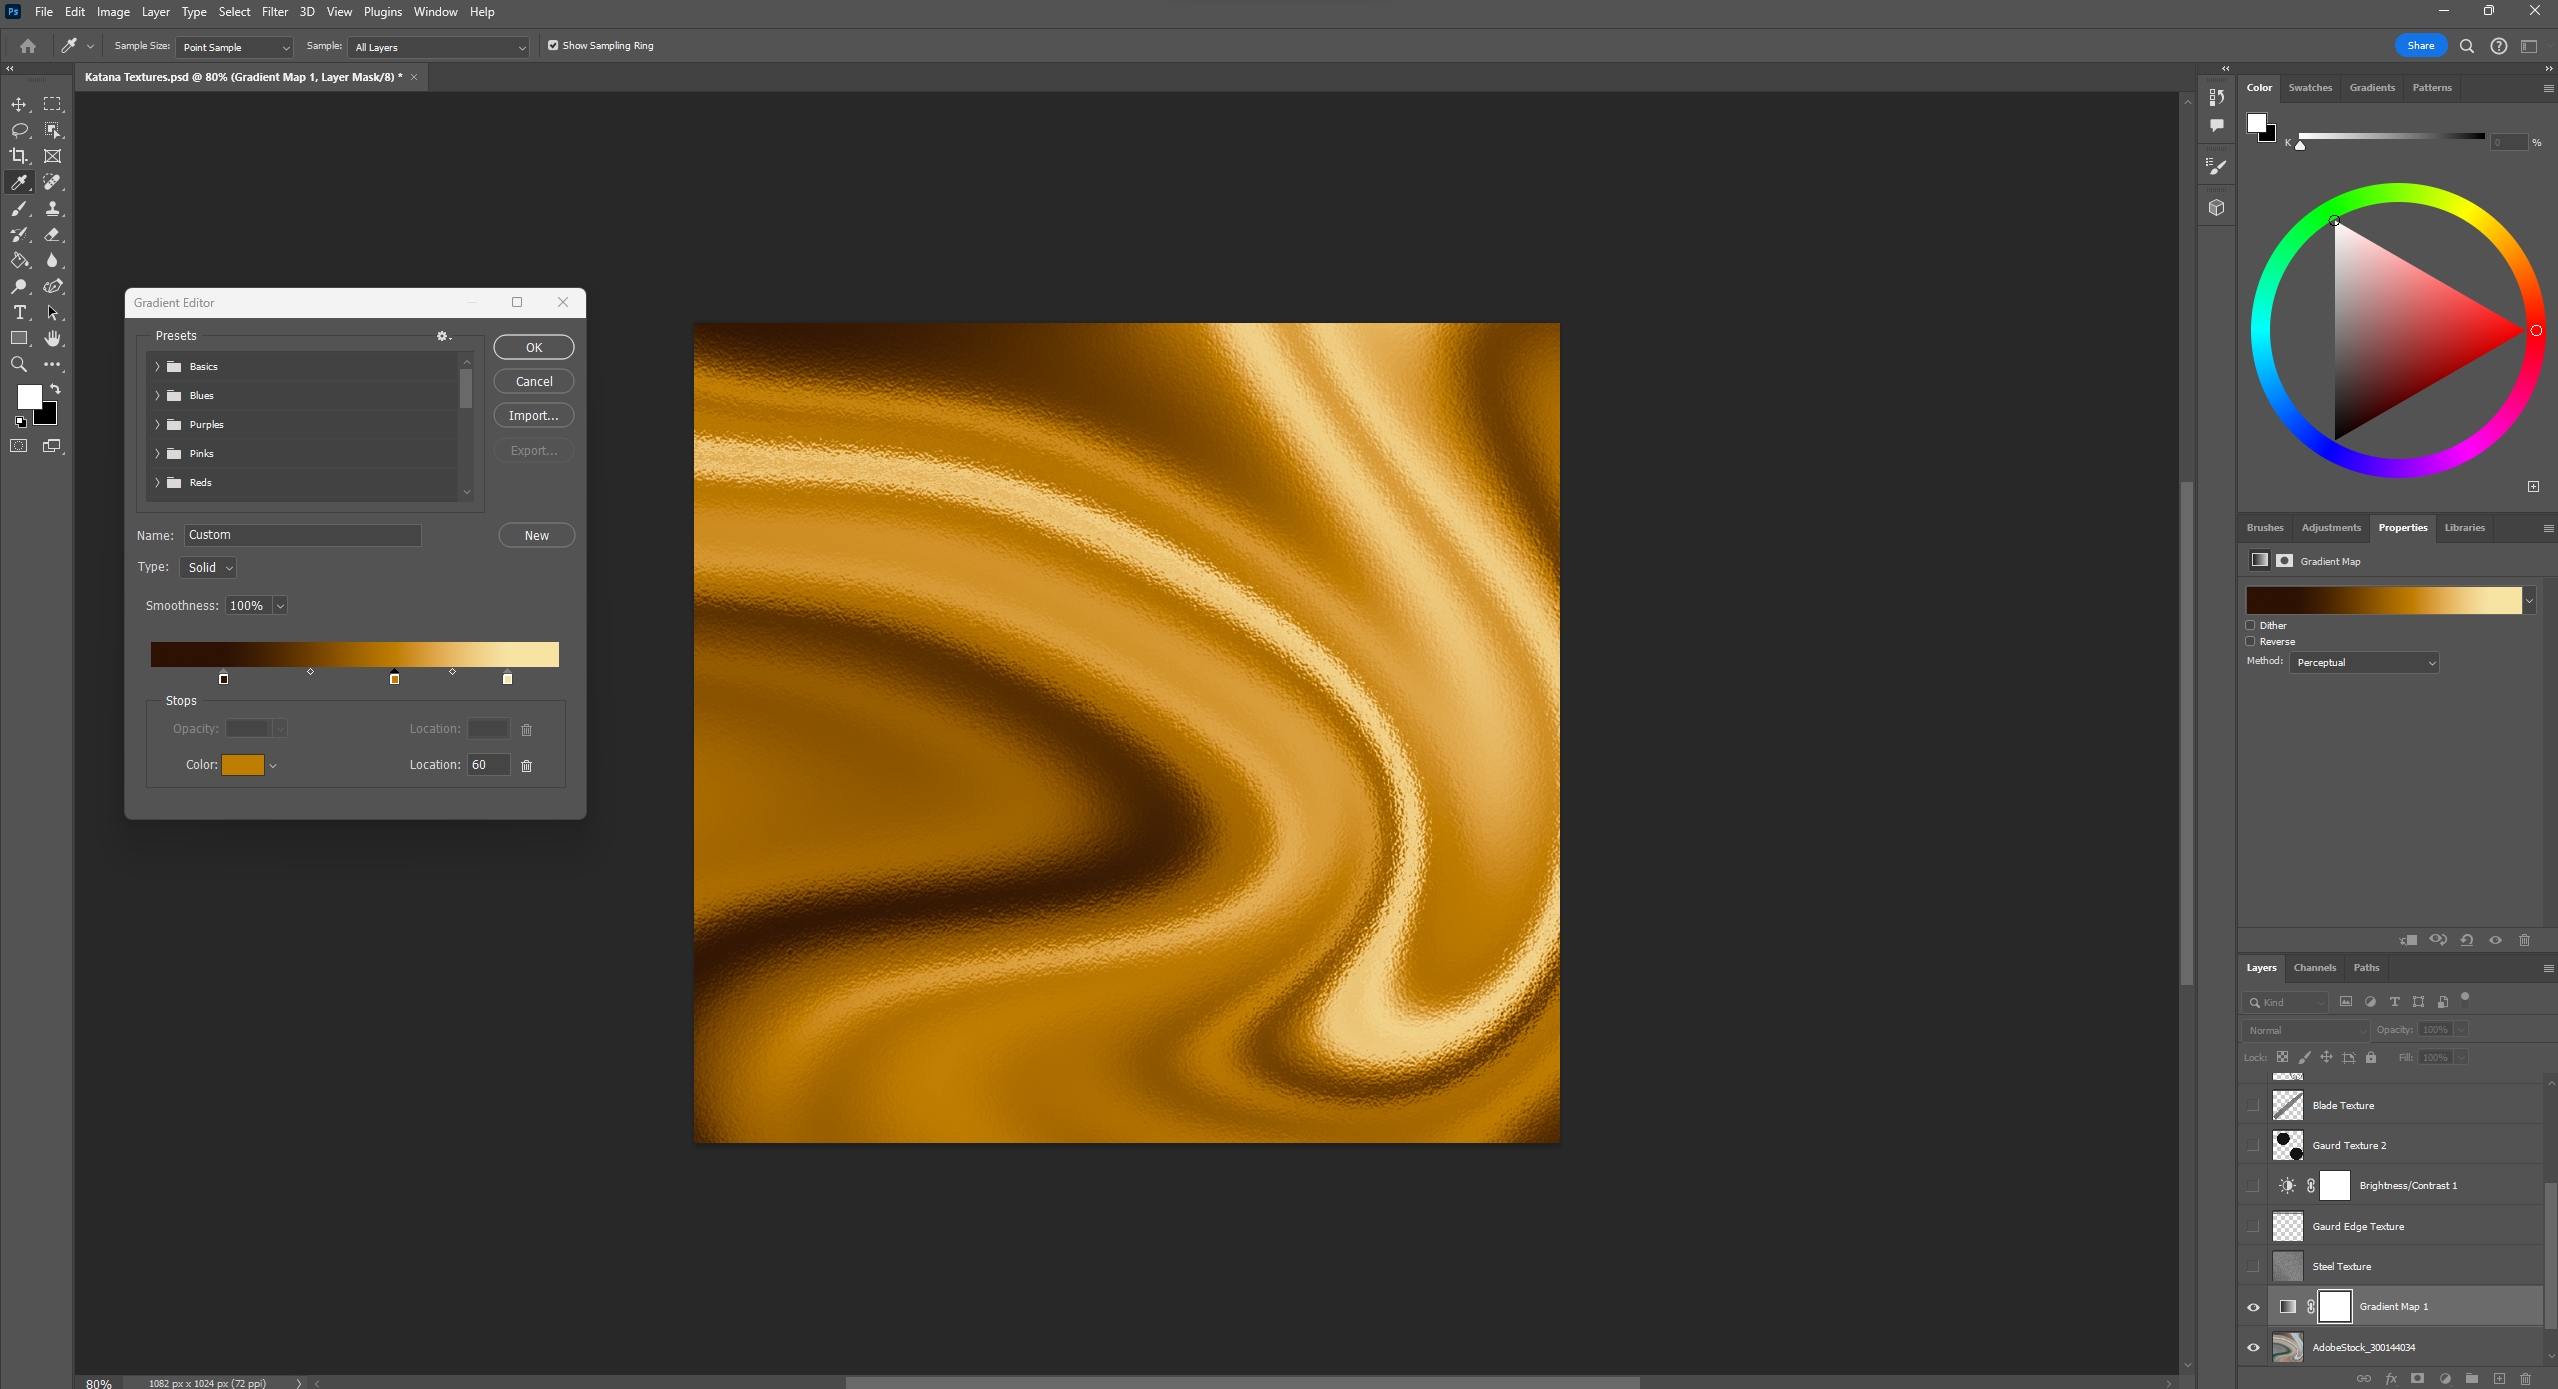 Ps File Edit Image Layer Type Select Filter 3D View Plugins Window Help
Sample Size: Point Sample Sample: All Layers Show Sampling Ring Share
Katana Textures.psd @ 80% (Gradient Map 1, Layer Mask/8) * ×
Gradient Editor
Presets
Basics
Blues
Purples
Pinks
Reds
OK
Cancel
Import...
Export...
Name: Custom
New
Type: Solid
Smoothness: 100%
Stops
Opacity: Location:
Color: Location: 60
80% 1082 px x 1024 px (72 ppi)
Color Swatches Gradients Patterns
K 0 %
Brushes Adjustments Properties Libraries
Gradient Map
Dither
Reverse
Method: Perceptual
Layers Channels Paths
Kind
Normal Opacity: 100%
Lock: Fill: 100%
Blade Texture
Gaurd Texture 2
Brightness/Contrast 1
Gaurd Edge Texture
Steel Texture
Gradient Map 1
AdobeStock_300144034
fx